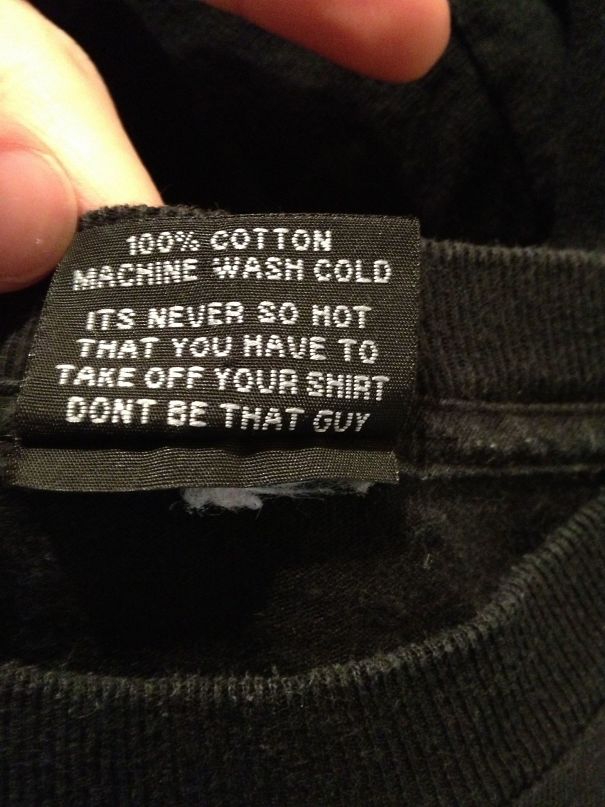 100% COTTON
MACHINE WASH COLD
ITS NEVER SO HOT
THAT YOU HAVE TO
TAKE OFF YOUR SHIRT
DONT BE THAT GUY